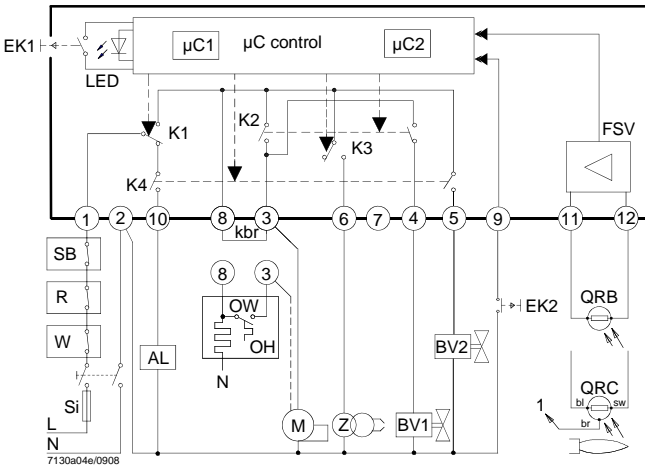 EK1
LED
µC1
µC control
µC2
K1
K2
K3
K4
FSV
1
2
10
8
3
6
7
4
5
9
11
12
kbr
SB
R
W
Si
L
N
AL
8
3
OW
OH
N
M
Z
BV1
BV2
EK2
QRB
QRC
bl
sw
br
1
7130a04e/0908